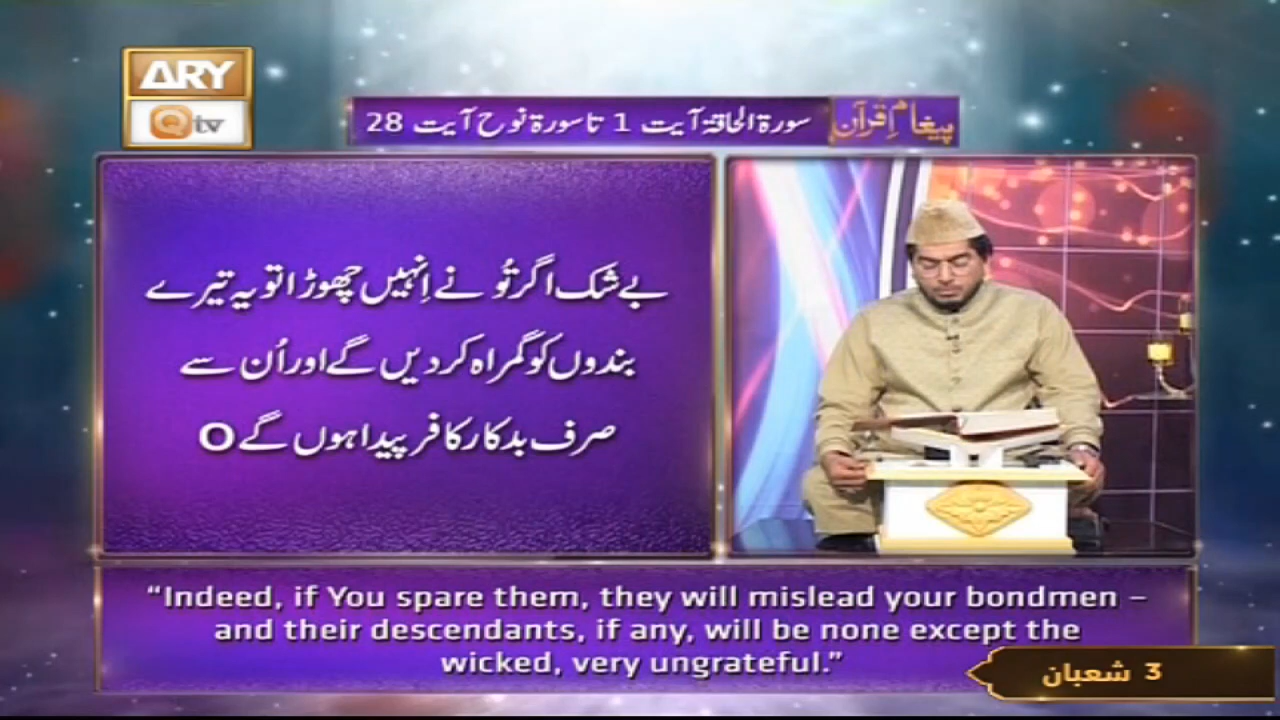 ARY
Qtv
پیغامِ قرآن
سورۃ الحاقۃ آیت 1 تا سورۃ نوح آیت 28
بے شک اگر تُو نے اِنہیں چھوڑا تو یہ تیرے
بندوں کو گمراہ کر دیں گے اور اُن سے
صرف بدکار کافر پیدا ہوں گے O
“Indeed, if You spare them, they will mislead your bondmen –
and their descendants, if any, will be none except the
wicked, very ungrateful.”
3 شعبان